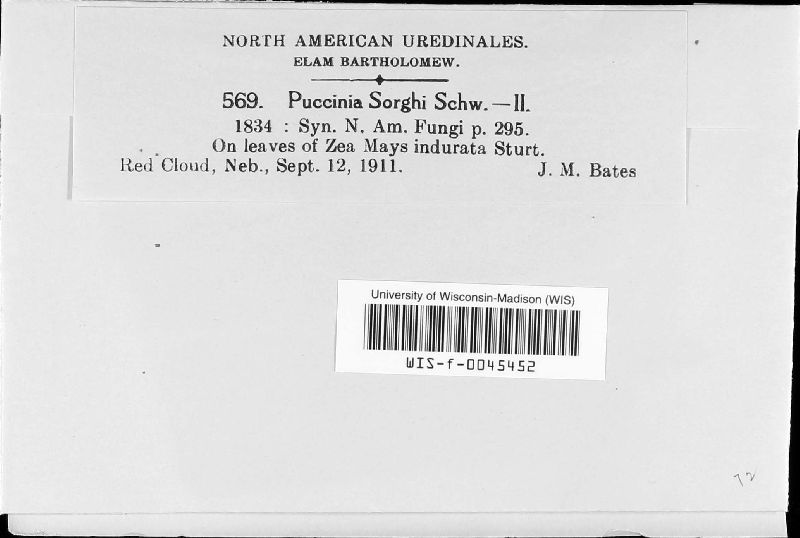 NORTH AMERICAN UREDINALES.
ELAM BARTHOLOMEW.
569. Puccinia Sorghi Schw.—II.
1834 : Syn. N. Am. Fungi p. 295.
On leaves of Zea Mays indurata Sturt.
Red Cloud, Neb., Sept. 12, 1911. J. M. Bates
University of Wisconsin-Madison (WIS)
WIS-f-0045452
72